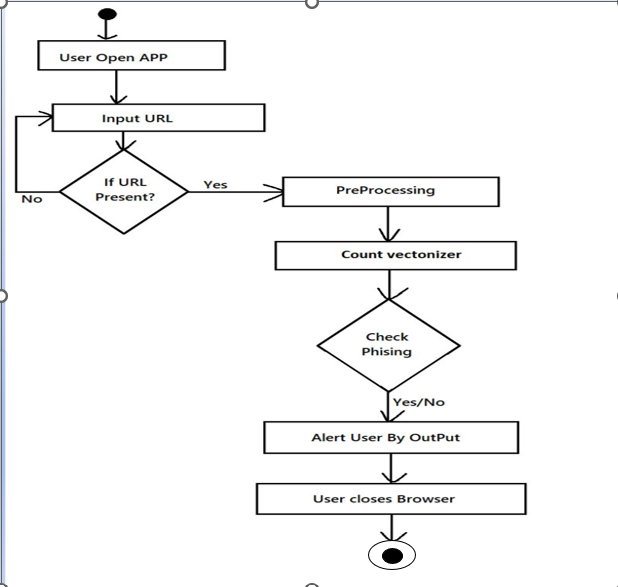 User Open APP
Input URL
If URL
Present?
No
Yes
PreProcessing
Count vectonizer
Check
Phising
Yes/No
Alert User By OutPut
User closes Browser